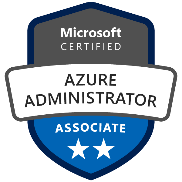 Microsoft
CERTIFIED
AZURE
ADMINISTRATOR
ASSOCIATE